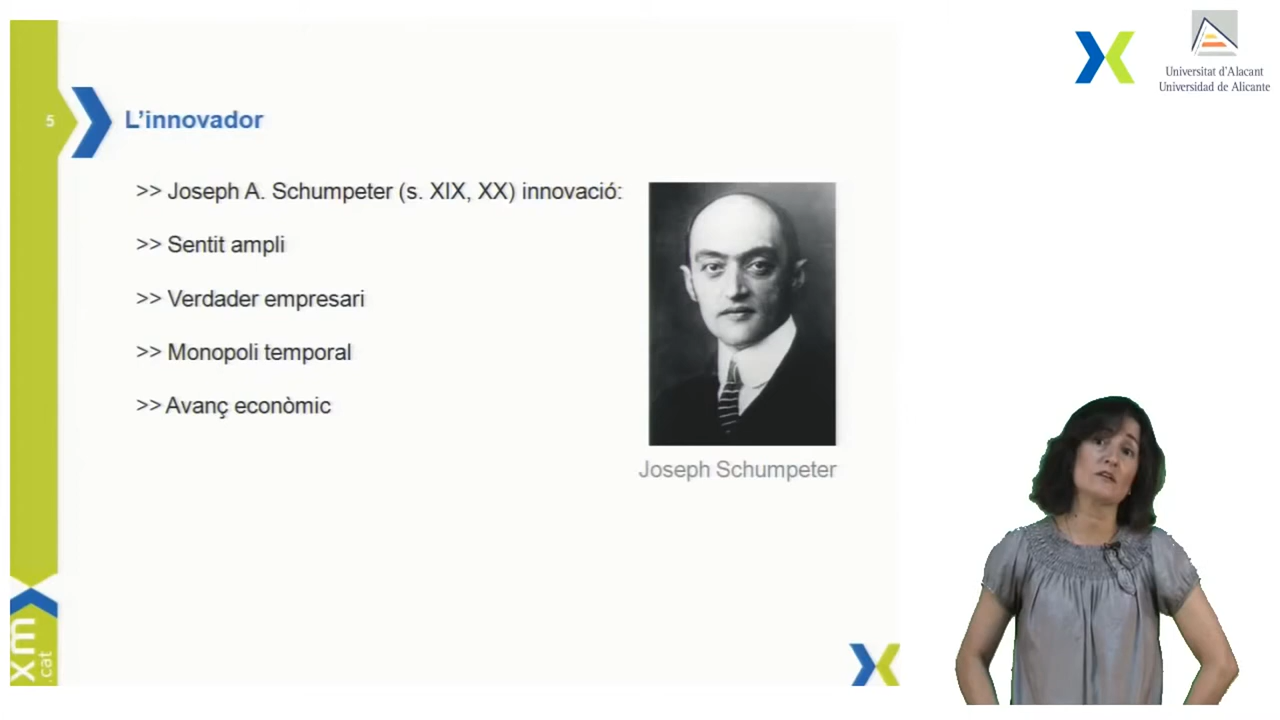 5
L'innovador
>> Joseph A. Schumpeter (s. XIX, XX) innovació:
>> Sentit ampli
>> Verdader empresari
>> Monopoli temporal
>> Avanç econòmic
Joseph Schumpeter
xm
.cat
Universitat d'Alacant
Universidad de Alicante